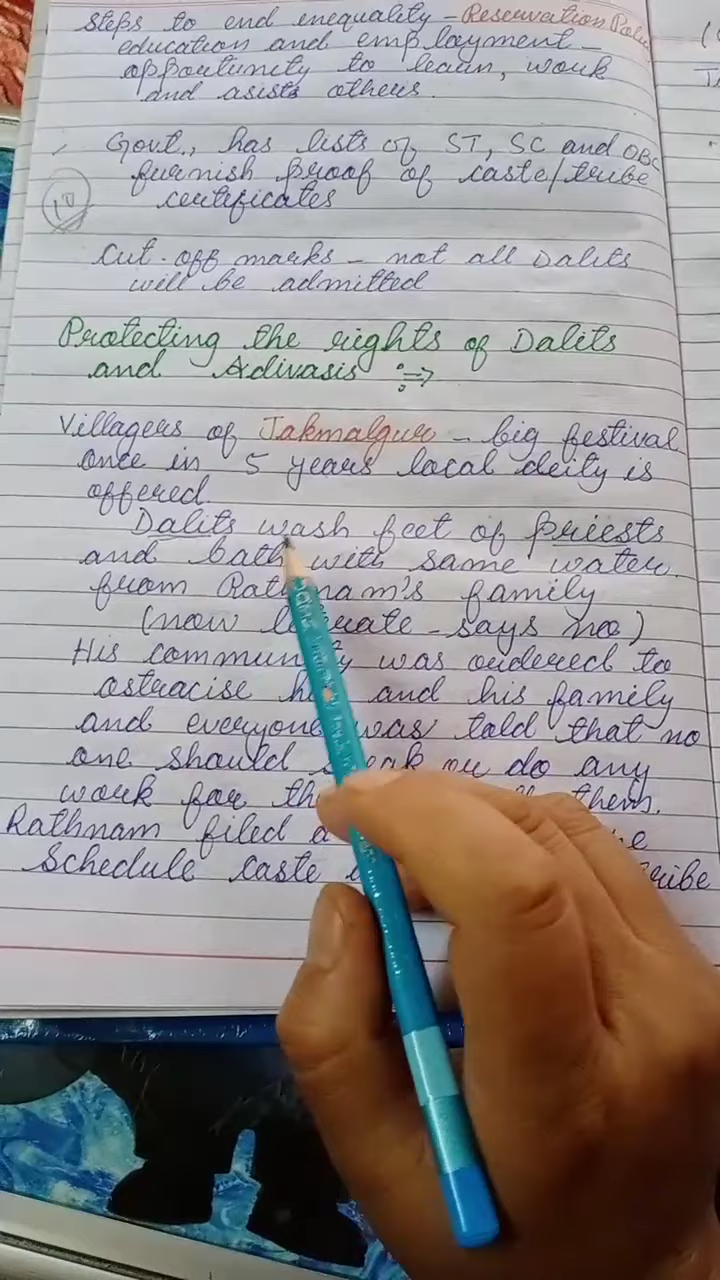 Steps to end inequality - Reservation
education and employment -
opportunity to learn, work
and asists others.
Govt., has lists of ST, SC and OBC
furnish proof of caste/tribe
certificates
Cut-off marks - not all Dalits
will be admitted
Protecting the rights of Dalits
and Adivasis ⇒
Villagers of Jakmalgur - big festival
once in 5 years local deity is
offered.
Dalits wash feet of priests
and bath with same water.
from Rathnam's family
(now - says no)
His community was ordered to
ostracise and his family
and everyone was told that no
one should or do any
work for them.
Rathnam filed
Schedule caste